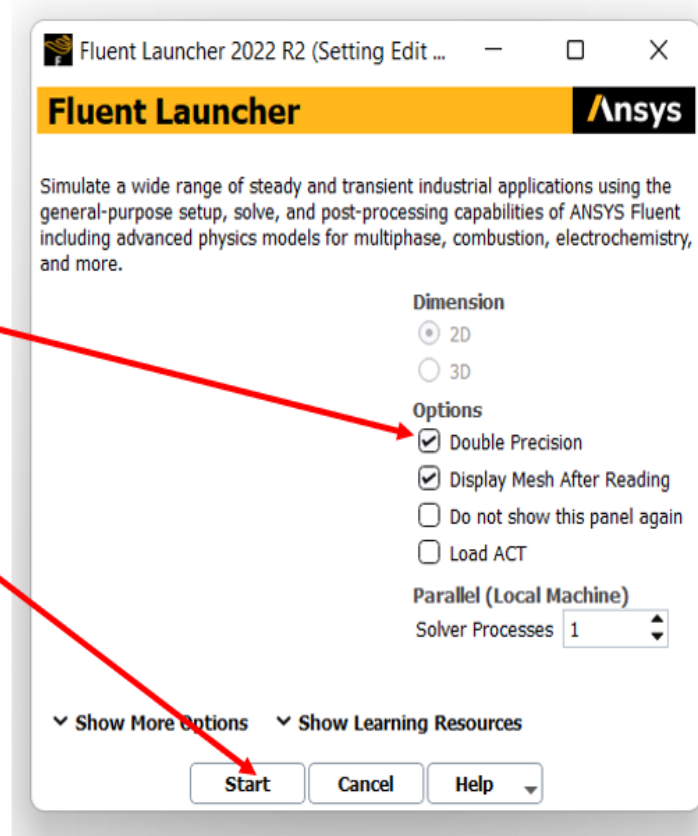 Fluent Launcher 2022 R2 (Setting Edit ...
Fluent Launcher
Ansys
Simulate a wide range of steady and transient industrial applications using the
general-purpose setup, solve, and post-processing capabilities of ANSYS Fluent
including advanced physics models for multiphase, combustion, electrochemistry,
and more.
Dimension
2D
3D
Options
Double Precision
Display Mesh After Reading
Do not show this panel again
Load ACT
Parallel (Local Machine)
Solver Processes 1
Show More Options Show Learning Resources
Start Cancel Help